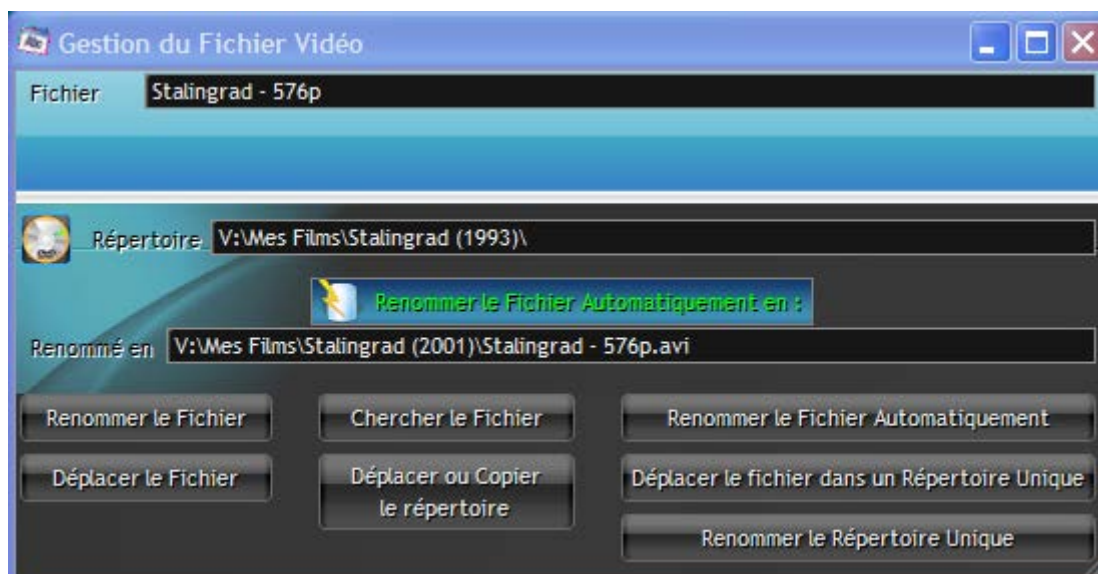 Gestion du Fichier Vidéo
Fichier Stalingrad - 576p
Répertoire V:\Mes Films\Stalingrad (1993)\
Renommer le Fichier Automatiquement en :
Renommé en V:\Mes Films\Stalingrad (2001)\Stalingrad - 576p.avi
Renommer le Fichier Chercher le Fichier Renommer le Fichier Automatiquement
Déplacer le Fichier Déplacer ou Copier Déplacer le fichier dans un Répertoire Unique
le répertoire
Renommer le Répertoire Unique